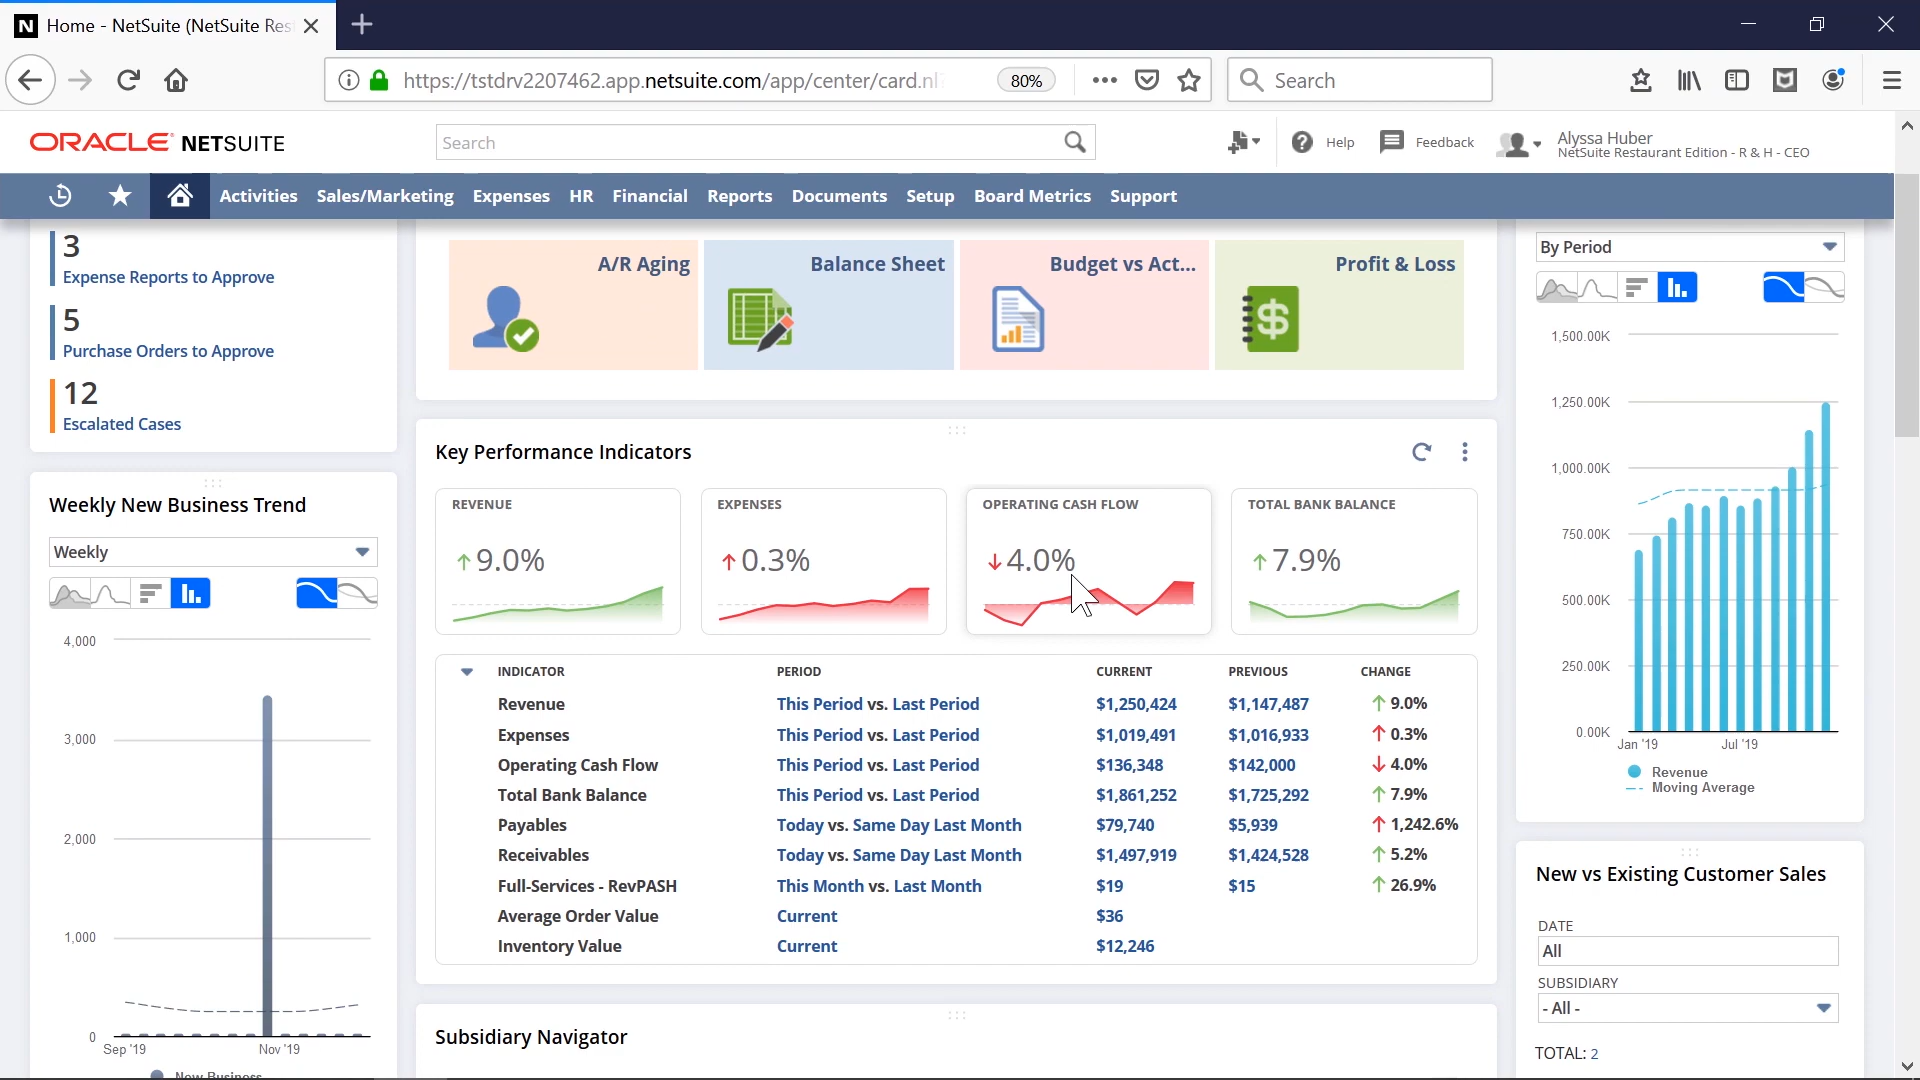 N Home - NetSuite (NetSuite Res
https://tstdrv2207462.app.netsuite.com/app/center/card.nl
80%
Search
ORACLE NETSUITE
Search
Help
Feedback
Alyssa Huber
NetSuite Restaurant Edition - R & H - CEO
Activities Sales/Marketing Expenses HR Financial Reports Documents Setup Board Metrics Support
3
Expense Reports to Approve
5
Purchase Orders to Approve
12
Escalated Cases
Weekly New Business Trend
Weekly
4,000
3,000
2,000
1,000
0
Sep '19 Nov '19
New Business
A/R Aging
Balance Sheet
Budget vs Act...
Profit & Loss
Key Performance Indicators
REVENUE
9.0%
EXPENSES
0.3%
OPERATING CASH FLOW
4.0%
TOTAL BANK BALANCE
7.9%
INDICATOR PERIOD CURRENT PREVIOUS CHANGE
Revenue This Period vs. Last Period $1,250,424 $1,147,487 9.0%
Expenses This Period vs. Last Period $1,019,491 $1,016,933 0.3%
Operating Cash Flow This Period vs. Last Period $136,348 $142,000 4.0%
Total Bank Balance This Period vs. Last Period $1,861,252 $1,725,292 7.9%
Payables Today vs. Same Day Last Month $79,740 $5,939 1,242.6%
Receivables Today vs. Same Day Last Month $1,497,919 $1,424,528 5.2%
Full-Services - RevPASH This Month vs. Last Month $19 $15 26.9%
Average Order Value Current $36
Inventory Value Current $12,246
Subsidiary Navigator
By Period
1,500.00K
1,250.00K
1,000.00K
750.00K
500.00K
250.00K
0.00K
Jan '19 Jul '19
Revenue
Moving Average
New vs Existing Customer Sales
DATE
All
SUBSIDIARY
- All -
TOTAL: 2